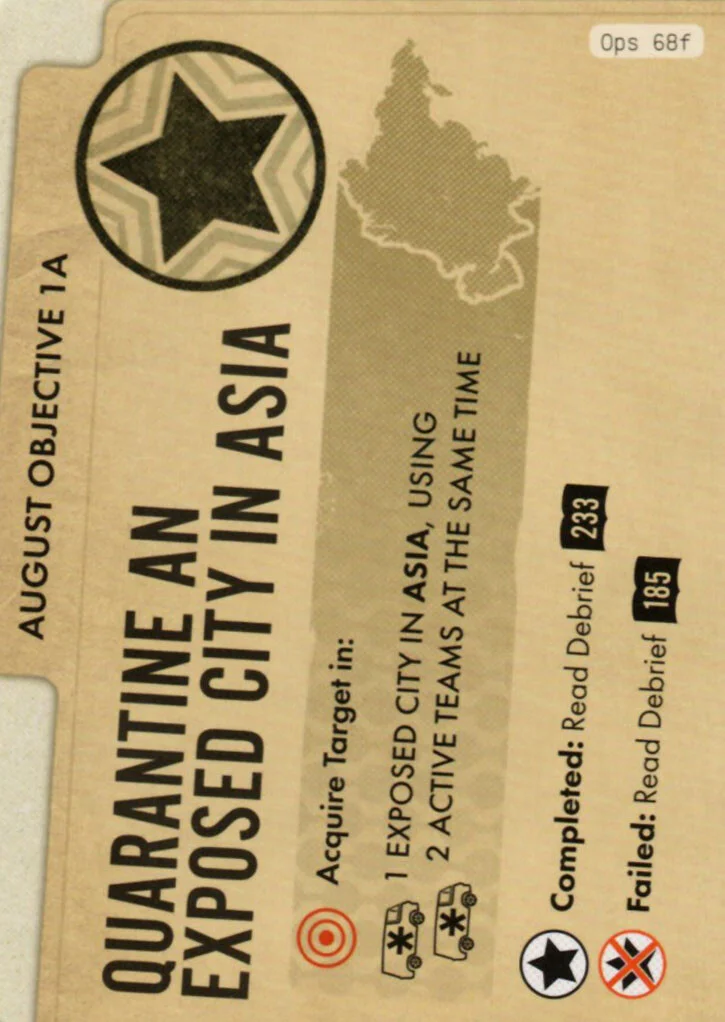 Ops 68f
AUGUST OBJECTIVE 1A
QUARANTINE AN
EXPOSED CITY IN ASIA
Acquire Target in:
1 EXPOSED CITY IN ASIA, USING
2 ACTIVE TEAMS AT THE SAME TIME
Completed: Read Debrief 233
Failed: Read Debrief 185